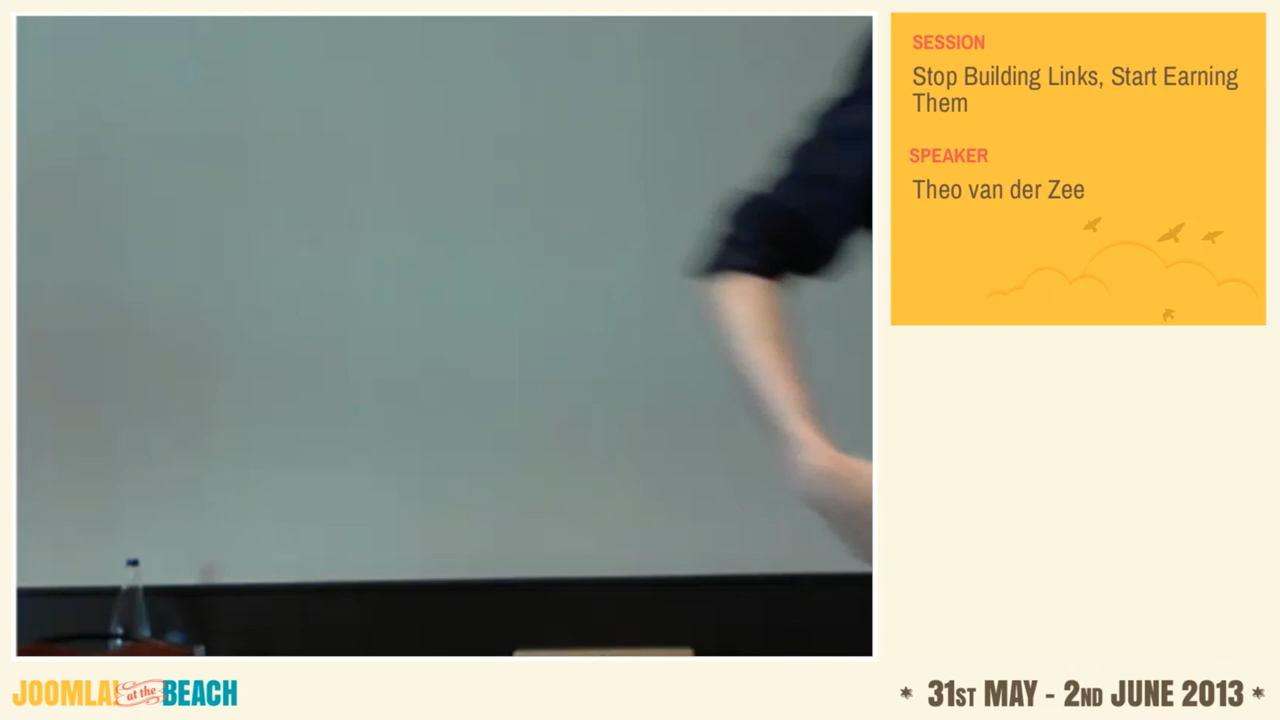 SESSION
Stop Building Links, Start Earning
Them
SPEAKER
Theo van der Zee
JOOMLA! at the BEACH
* 31ST MAY - 2ND JUNE 2013 *